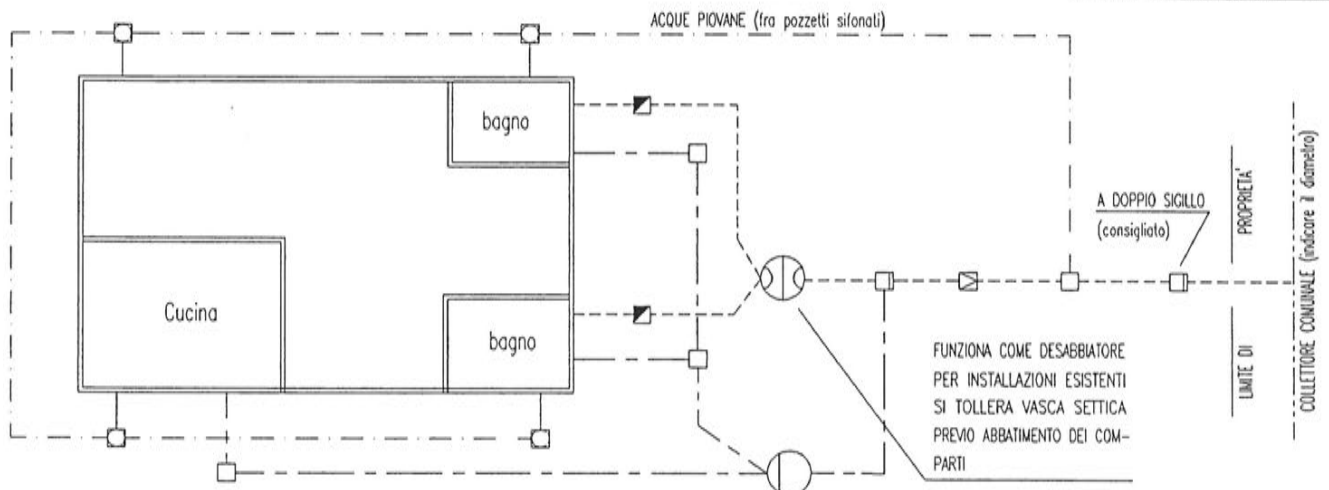 ACQUE PIOVANE (fra pozzetti sifonati)
bagno
Cucina
bagno
A DOPPIO SIGILLO
(consigliato)
FUNZIONA COME DESABBIATORE
PER INSTALLAZIONI ESISTENTI
SI TOLLERA VASCA SETTICA
PREVIO ABBATIMENTO DEI COM-
PARTI
LIMITE DI PROPRIETA'
COLLETTORE COMUNALE (indicare il diametro)